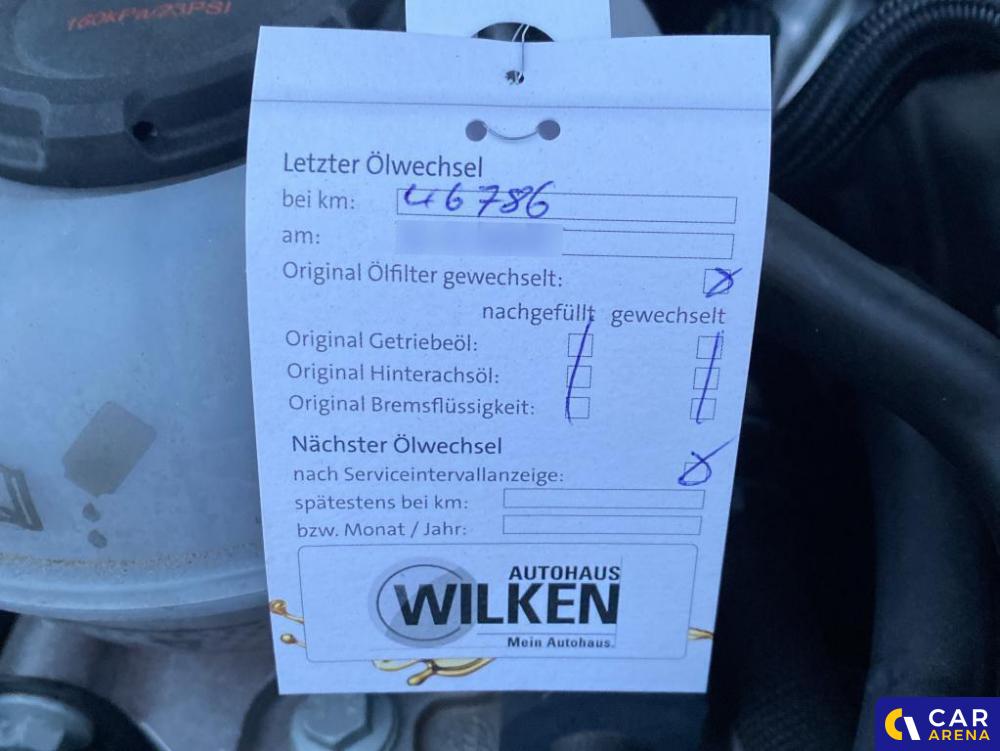 160kPa/23PSI
Letzter Ölwechsel
bei km: 46786
am:
Original Ölfilter gewechselt:
nachgefüllt gewechselt
Original Getriebeöl:
Original Hinterachsöl:
Original Bremsflüssigkeit:
Nächster Ölwechsel
nach Serviceintervallanzeige:
spätestens bei km:
bzw. Monat / Jahr:
AUTOHAUS
WILKEN
Mein Autohaus.
CAR
ARENA